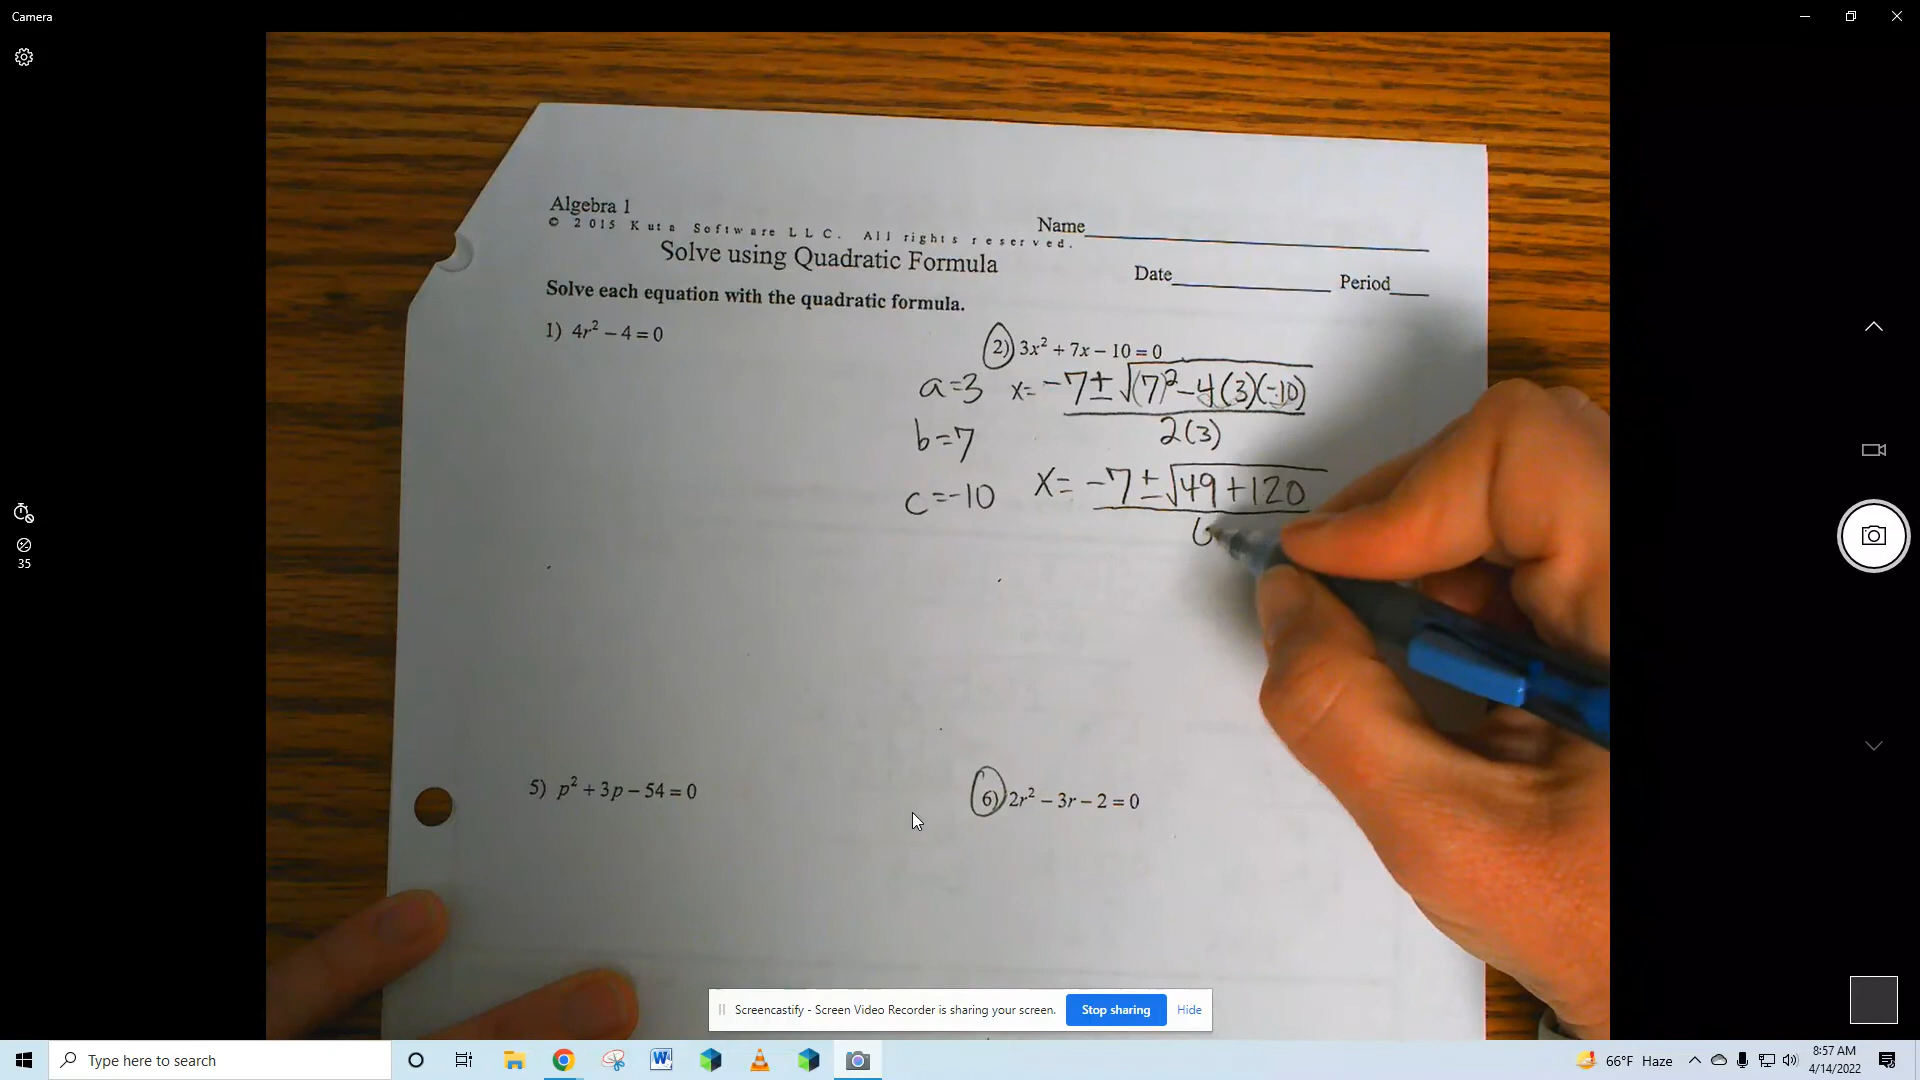 Camera
Algebra 1
© 2015 Kuta Software LLC. All rights reserved.
Name
Solve using Quadratic Formula
Date Period
Solve each equation with the quadratic formula.
1) 4r² – 4 = 0
2) 3x² + 7x – 10 = 0
a=3
b=7
c=-10
x= -7±√(7)²-4(3)(-10)
2(3)
x= -7±√49+120
6
5) p² + 3p – 54 = 0
6) 2r² – 3r – 2 = 0
35
Screencastify - Screen Video Recorder is sharing your screen.
Stop sharing
Hide
Type here to search
66°F Haze
8:57 AM
4/14/2022